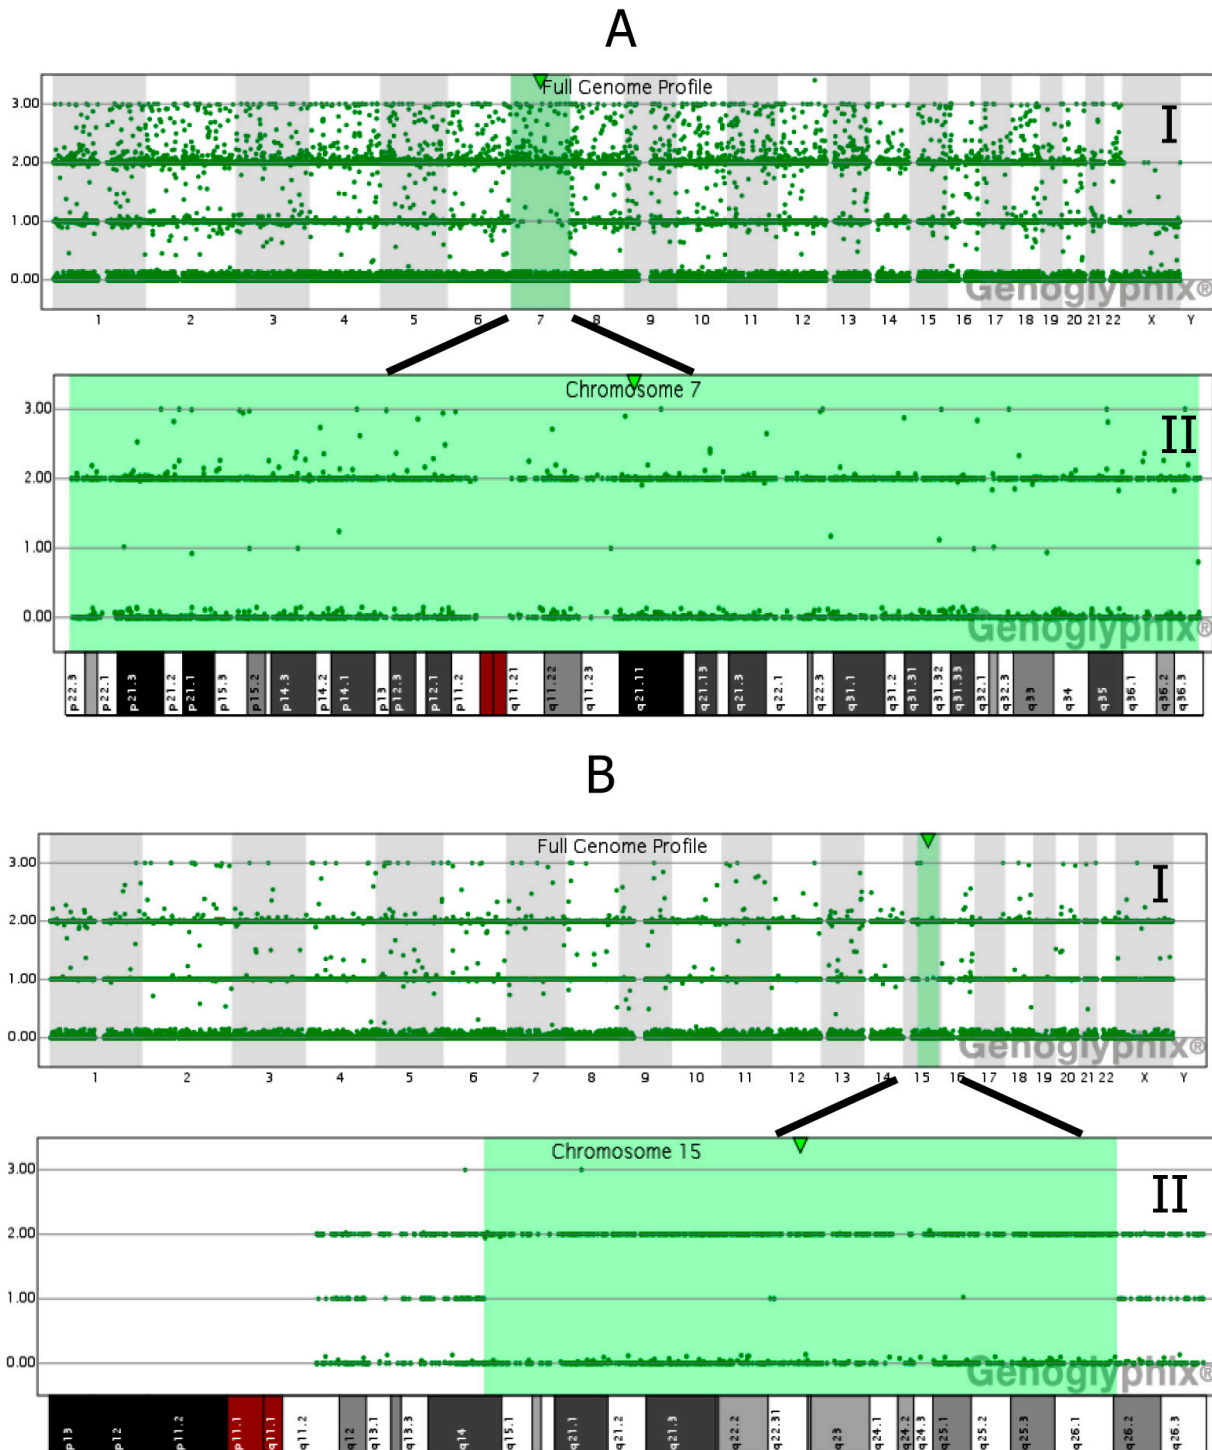 A
Full Genome Profile
I
3.00
2.00
1.00
0.00
Genoglyphix®
1 2 3 4 5 6 7 8 9 10 11 12 13 14 15 16 17 18 19 20 21 22 X Y
Chromosome 7
II
3.00
2.00
1.00
0.00
Genoglyphix®
p22.3 p22.1 p21.3 p21.2 p21.1 p15.3 p15.2 p14.3 p14.2 p14.1 p13 p12.3 p12.1 p11.2 q11.21 q11.22 q11.23 q21.11 q21.13 q21.3 q22.1 q22.3 q31.1 q31.2 q31.31 q31.32 q31.33 q32.1 q32.3 q33 q34 q35 q36.1 q36.2 q36.3
B
Full Genome Profile
I
3.00
2.00
1.00
0.00
Genoglyphix®
1 2 3 4 5 6 7 8 9 10 11 12 13 14 15 16 17 18 19 20 21 22 X Y
Chromosome 15
II
3.00
2.00
1.00
0.00
Genoglyphix®
p13 p12 p11.2 p11.1 q11.1 q11.2 q12 q13.1 q13.3 q14 q15.1 q21.1 q21.2 q21.3 q22.2 q22.31 q23 q24.1 q24.2 q24.3 q25.1 q25.2 q25.3 q26.1 q26.2 q26.3